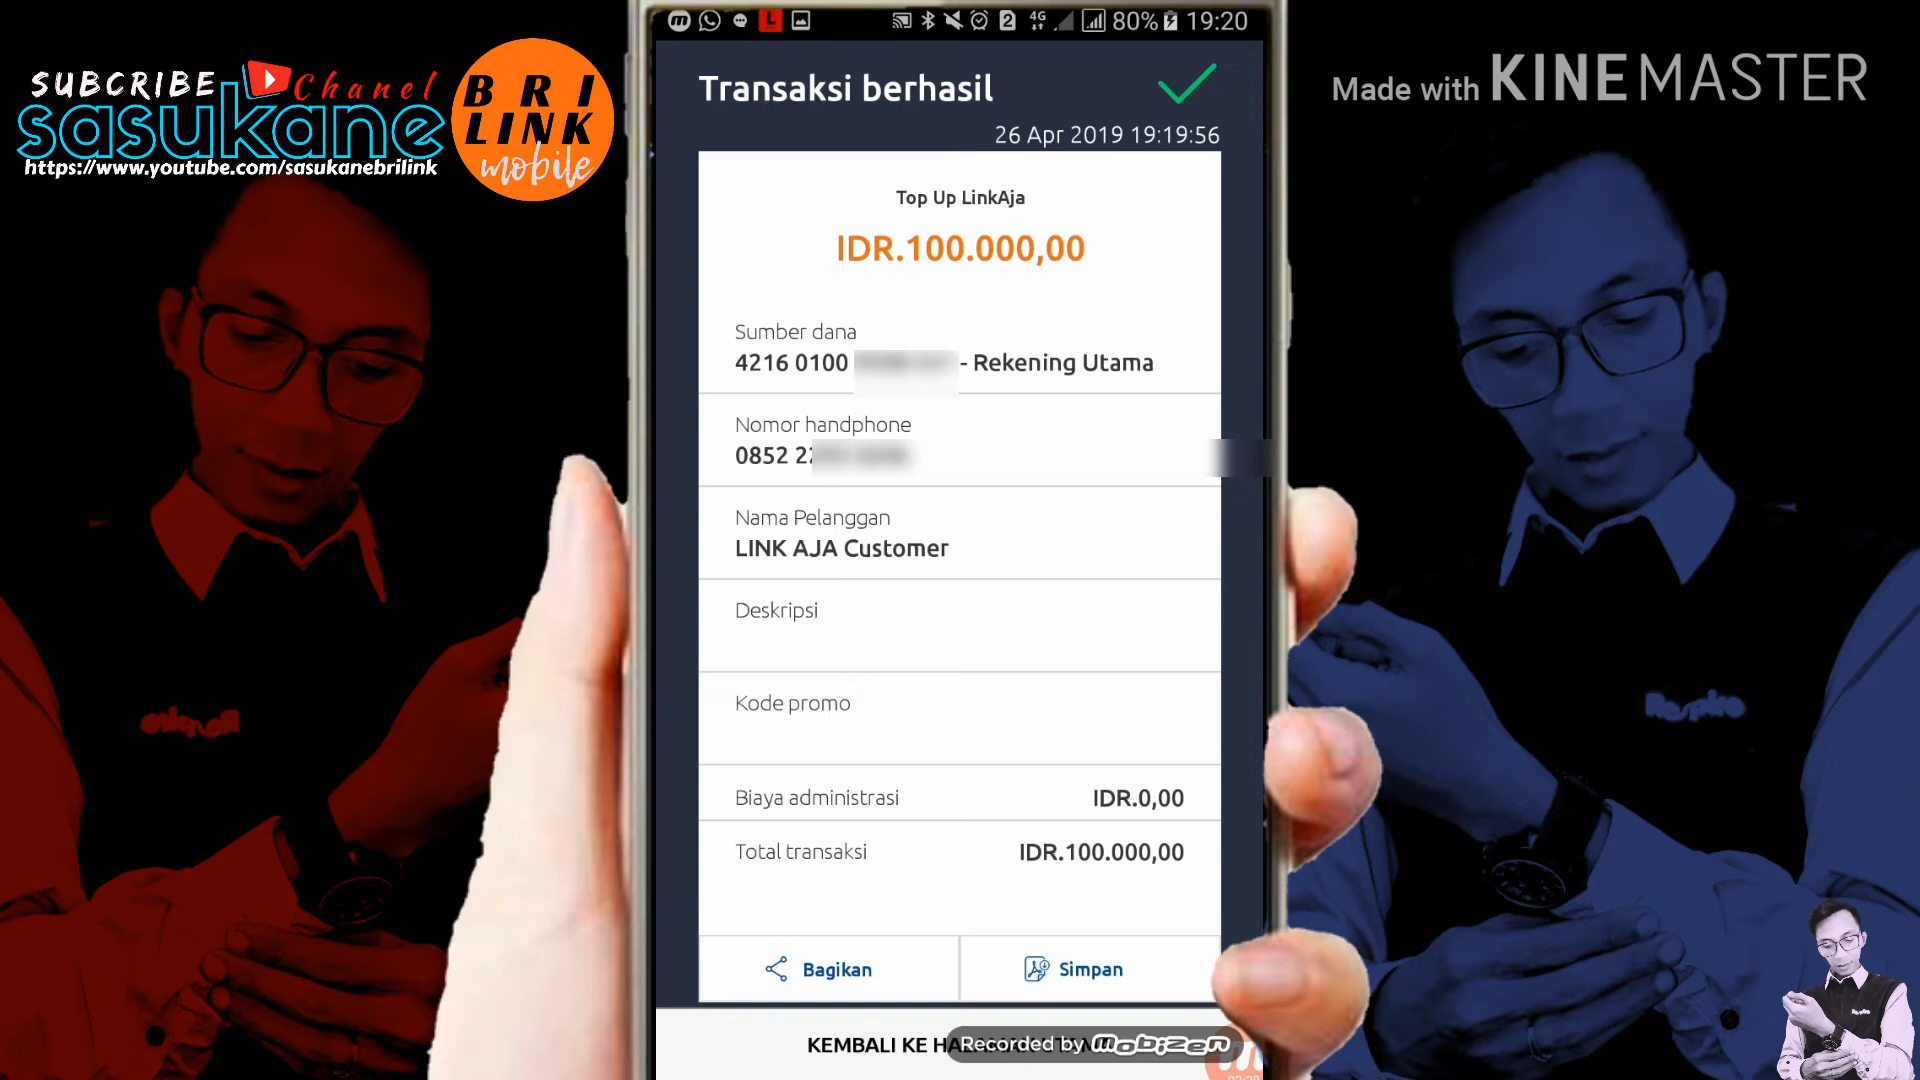 80% 19:20
SUBCRIBE
Chanel
sasukane
https://www.youtube.com/sasukanebrilink
BRI
LINK
mobile
Made with KINEMASTER
Transaksi berhasil
26 Apr 2019 19:19:56
Top Up LinkAja
IDR.100.000,00
Sumber dana
4216 0100 - Rekening Utama
Nomor handphone
0852
Nama Pelanggan
LINK AJA Customer
Deskripsi
Kode promo
Biaya administrasi IDR.0,00
Total transaksi IDR.100.000,00
Bagikan
Simpan
KEMBALI KE
Recorded by mobizen
Respiro